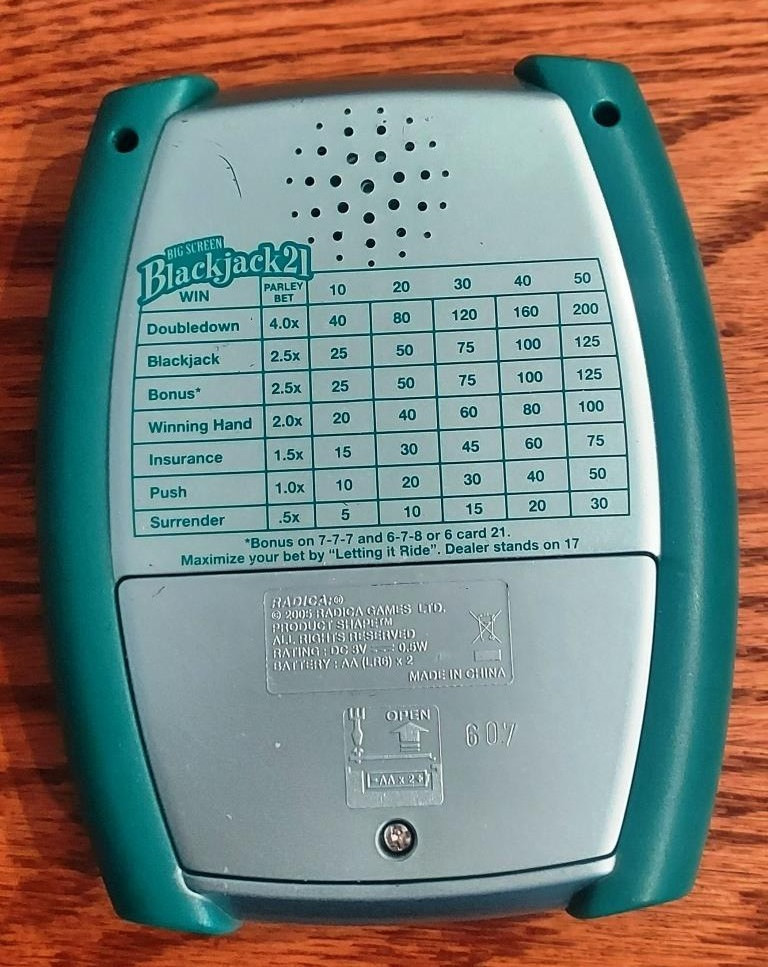 BIG SCREEN
Blackjack21
WIN PARLEY BET 10 20 30 40 50
Doubledown 4.0x 40 80 120 160 200
Blackjack 2.5x 25 50 75 100 125
Bonus* 2.5x 25 50 75 100 125
Winning Hand 2.0x 20 40 60 80 100
Insurance 1.5x 15 30 45 60 75
Push 1.0x 10 20 30 40 50
Surrender .5x 5 10 15 20 30
*Bonus on 7-7-7 and 6-7-8 or 6 card 21.
Maximize your bet by “Letting it Ride”. Dealer stands on 17
RADICA:®
© 2005 RADICA GAMES LTD.
PRODUCT SHAPE™
ALL RIGHTS RESERVED
RATING : DC 3V 0.5W
BATTERY : AA (LR6) x 2
MADE IN CHINA
OPEN
607
AA x 2